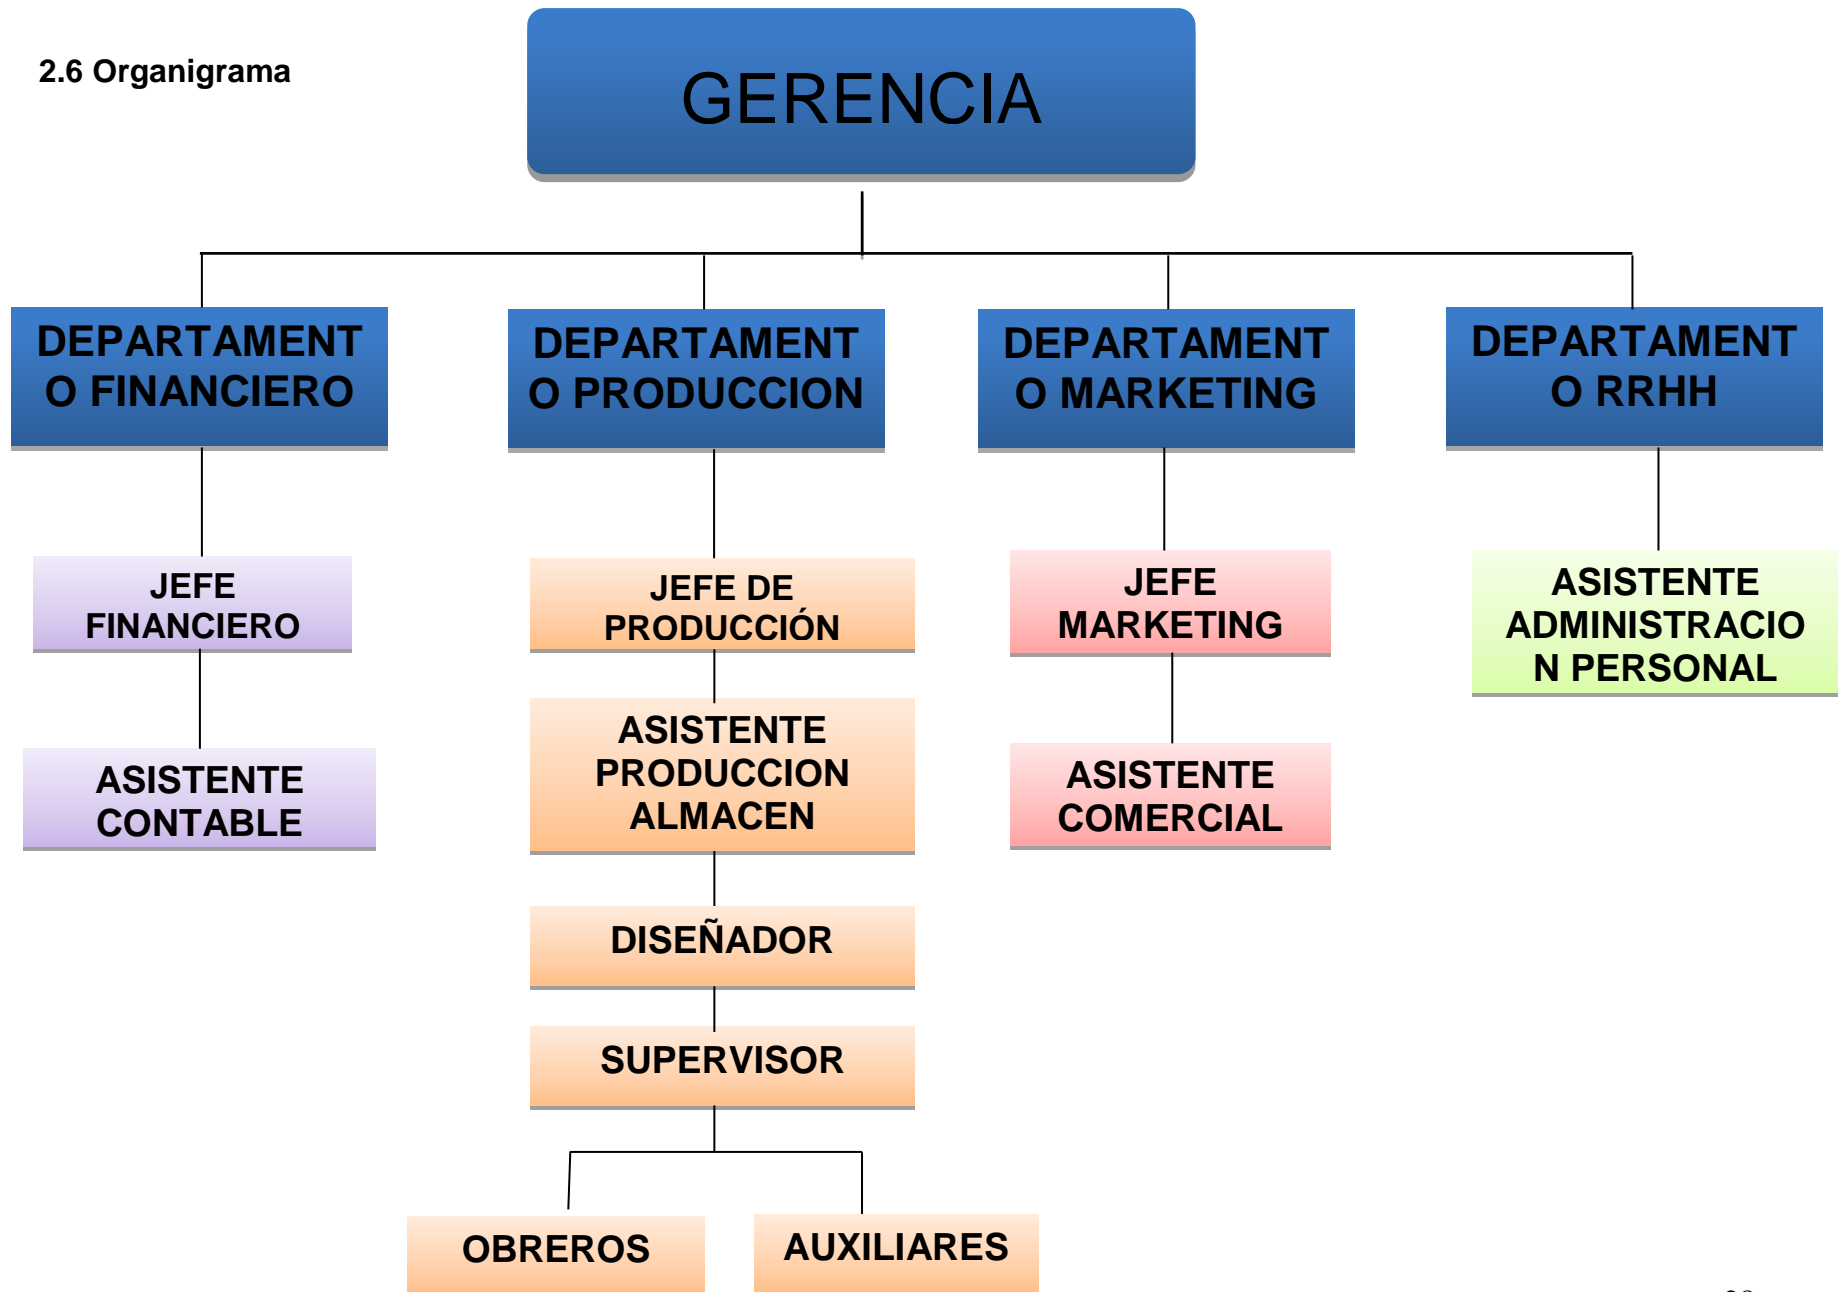 2.6 Organigrama
GERENCIA
DEPARTAMENT
O FINANCIERO
DEPARTAMENT
O PRODUCCION
DEPARTAMENT
O MARKETING
DEPARTAMENT
O RRHH
JEFE
FINANCIERO
JEFE DE
PRODUCCIÓN
JEFE
MARKETING
ASISTENTE
ADMINISTRACIO
N PERSONAL
ASISTENTE
CONTABLE
ASISTENTE
PRODUCCION
ALMACEN
ASISTENTE
COMERCIAL
DISEÑADOR
SUPERVISOR
OBREROS
AUXILIARES